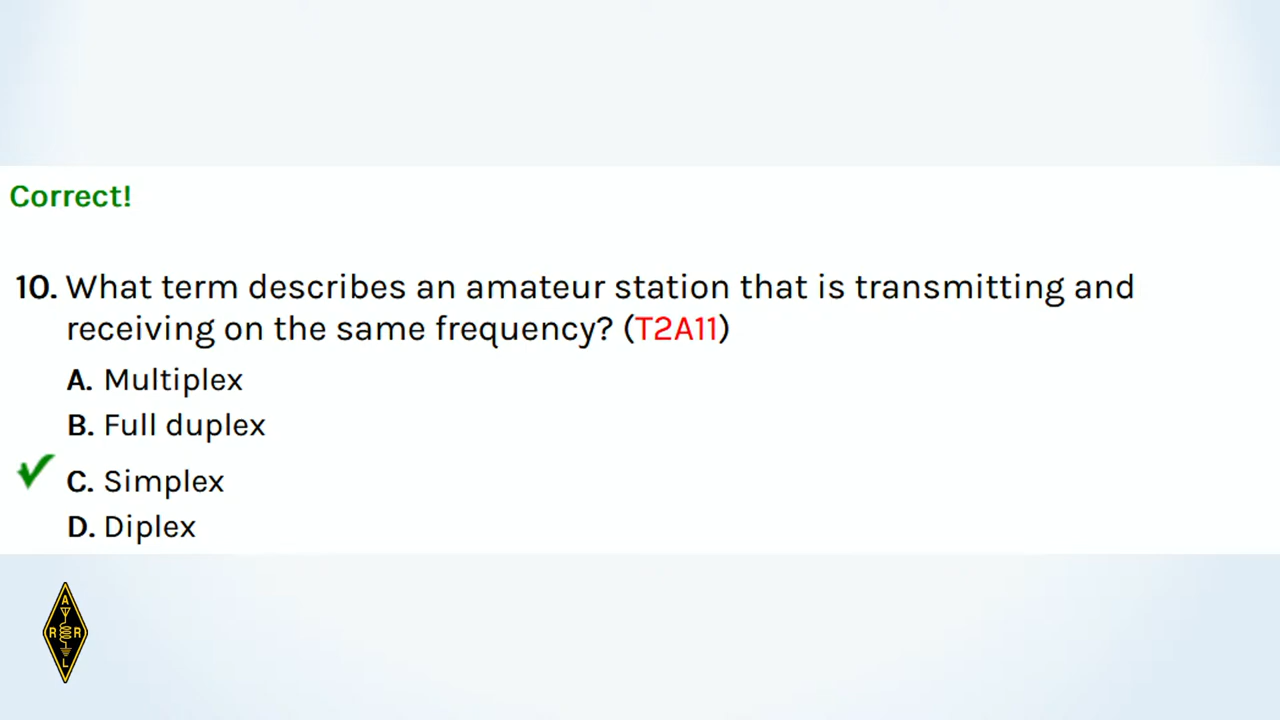 Correct!
10. What term describes an amateur station that is transmitting and
receiving on the same frequency? (T2A11)
A. Multiplex
B. Full duplex
C. Simplex
D. Diplex
A
R R
L